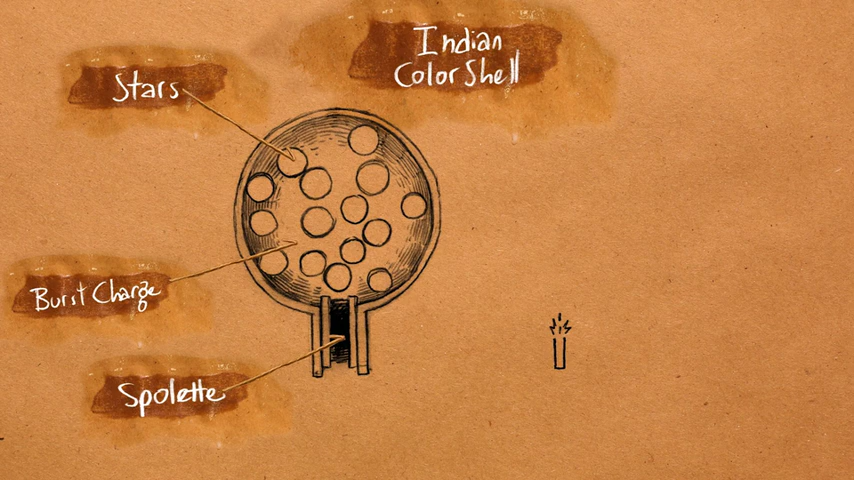 Indian
Color Shell
Stars
Burst Charge
Spolette